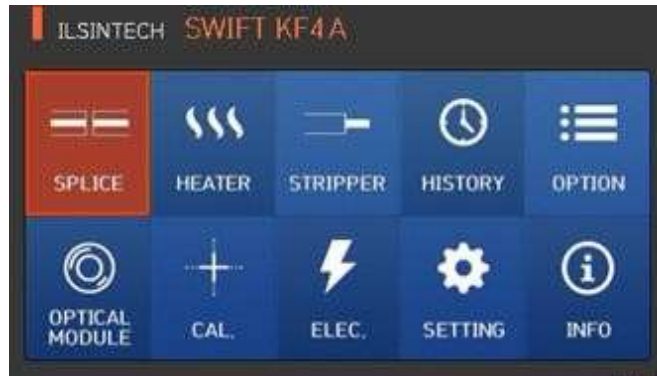 ILSINTECH SWIFT KF4A
SPLICE HEATER STRIPPER HISTORY OPTION
OPTICAL MODULE CAL. ELEC. SETTING INFO